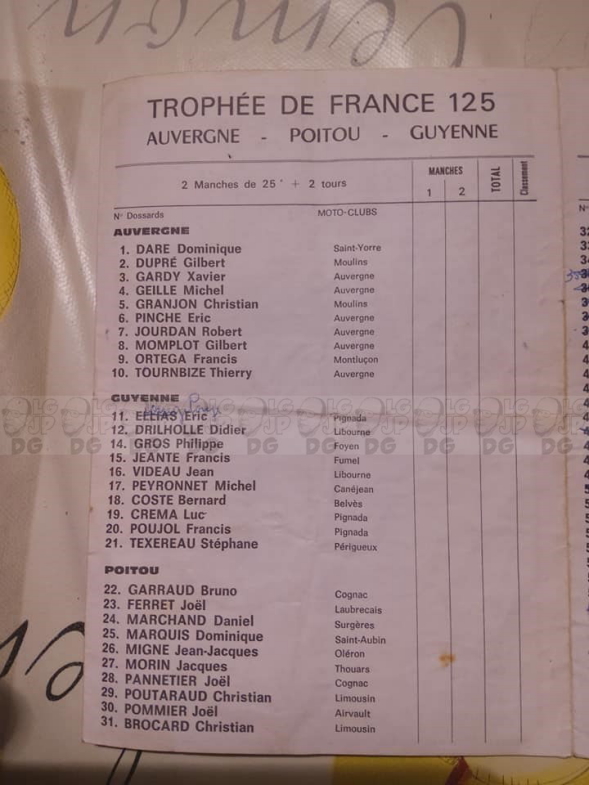 TROPHÉE DE FRANCE 125
AUVERGNE - POITOU - GUYENNE
2 Manches de 25' + 2 tours MANCHES 1 2 TOTAL Classement
N° Dossards MOTO-CLUBS
AUVERGNE
1. DARE Dominique Saint-Yorre
2. DUPRÉ Gilbert Moulins
3. GARDY Xavier Auvergne
4. GEILLE Michel Auvergne
5. GRANJON Christian Moulins
6. PINCHE Eric Auvergne
7. JOURDAN Robert Auvergne
8. MOMPLOT Gilbert Auvergne
9. ORTEGA Francis Montluçon
10. TOURNBIZE Thierry Auvergne
GUYENNE
11. ELLIAS Eric Pignada
12. DRILHOLLE Didier Libourne
14. GROS Philippe Foyen
15. JEANTE Francis Fumel
16. VIDEAU Jean Libourne
17. PEYRONNET Michel Canéjean
18. COSTE Bernard Belvès
19. CREMA Luc Pignada
20. POUJOL Francis Pignada
21. TEXEREAU Stéphane Périgueux
POITOU
22. GARRAUD Bruno Cognac
23. FERRET Joël Laubrecais
24. MARCHAND Daniel Surgères
25. MARQUIS Dominique Saint-Aubin
26. MIGNE Jean-Jacques Oléron
27. MORIN Jacques Thouars
28. PANNETIER Joël Cognac
29. POUTARAUD Christian Limousin
30. POMMIER Joël Airvault
31. BROCARD Christian Limousin